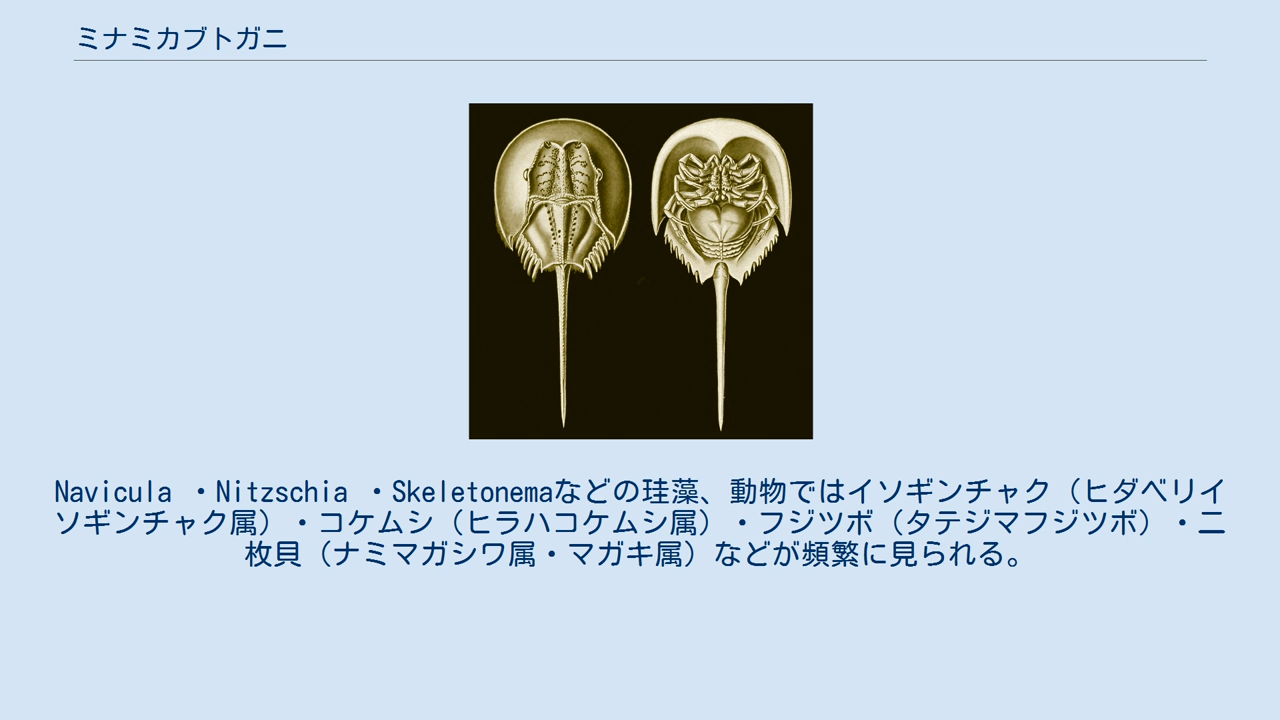 ミナミカブトガニ
Navicula ・Nitzschia ・Skeletonemaなどの珪藻、動物ではイソギンチャク（ヒダベリイ
ソギンチャク属）・コケムシ（ヒラハコケムシ属）・フジツボ（タテジマフジツボ）・二
枚貝（ナミマガシワ属・マガキ属）などが頻繁に見られる。